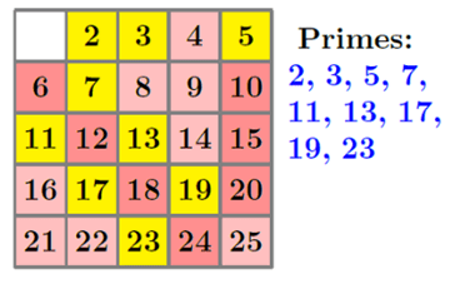 2 3 4 5
6 7 8 9 10
11 12 13 14 15
16 17 18 19 20
21 22 23 24 25
Primes:
2, 3, 5, 7,
11, 13, 17,
19, 23